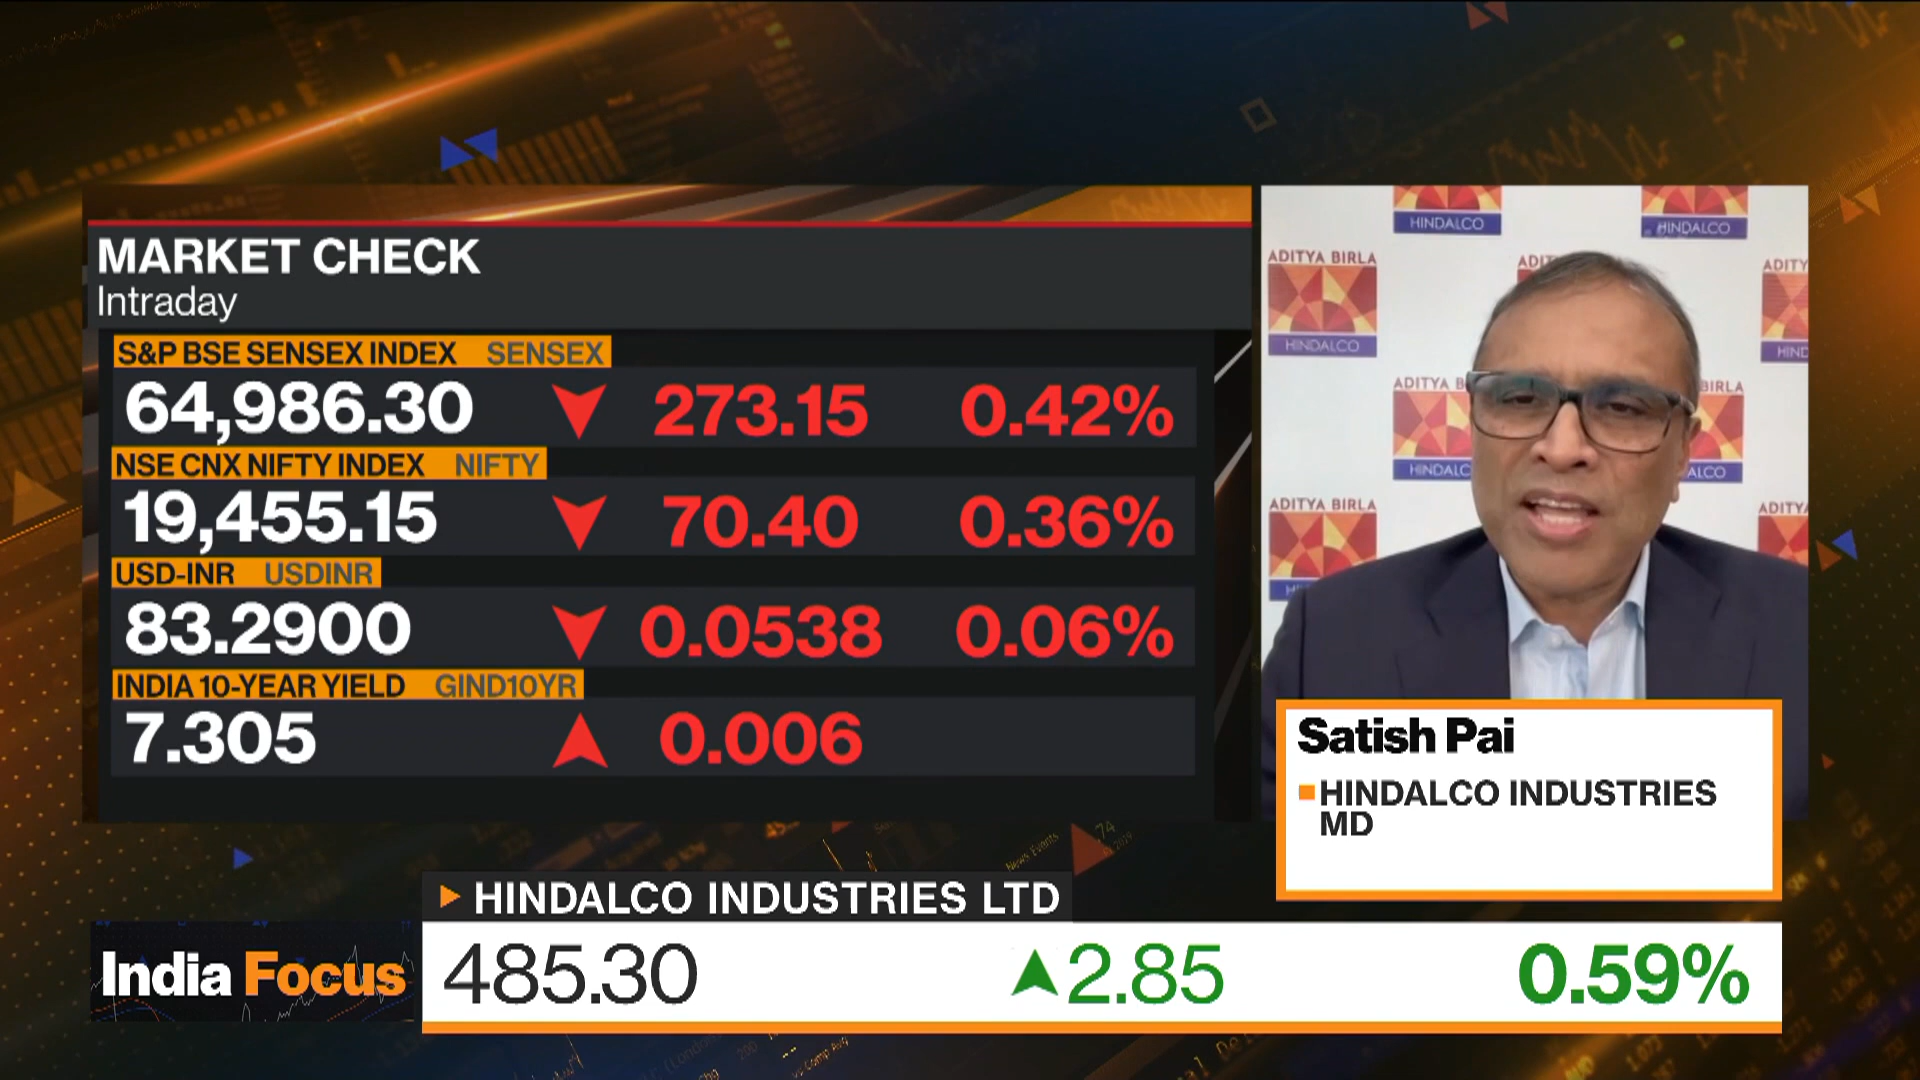 MARKET CHECK
Intraday
S&P BSE SENSEX INDEX SENSEX
64,986.30 ▼ 273.15 0.42%
NSE CNX NIFTY INDEX NIFTY
19,455.15 ▼ 70.40 0.36%
USD-INR USDINR
83.2900 ▼ 0.0538 0.06%
INDIA 10-YEAR YIELD GIND10YR
7.305 ▲ 0.006
HINDALCO
HINDALCO
ADITYA BIRLA
HINDALCO
ADITYA BIRLA
Satish Pai
HINDALCO INDUSTRIES
MD
HINDALCO INDUSTRIES LTD
India Focus
485.30 ▲2.85 0.59%